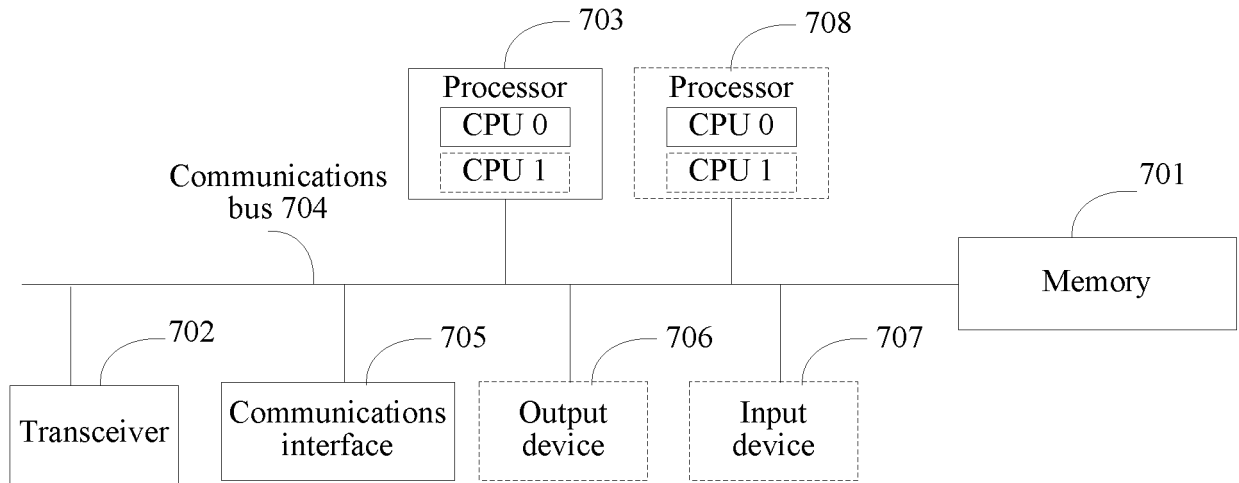 703
708
Processor
CPU 0
CPU 1
Processor
CPU 0
CPU 1
Communications
bus 704
701
Memory
702
705
706
707
Transceiver
Communications
interface
Output
device
Input
device